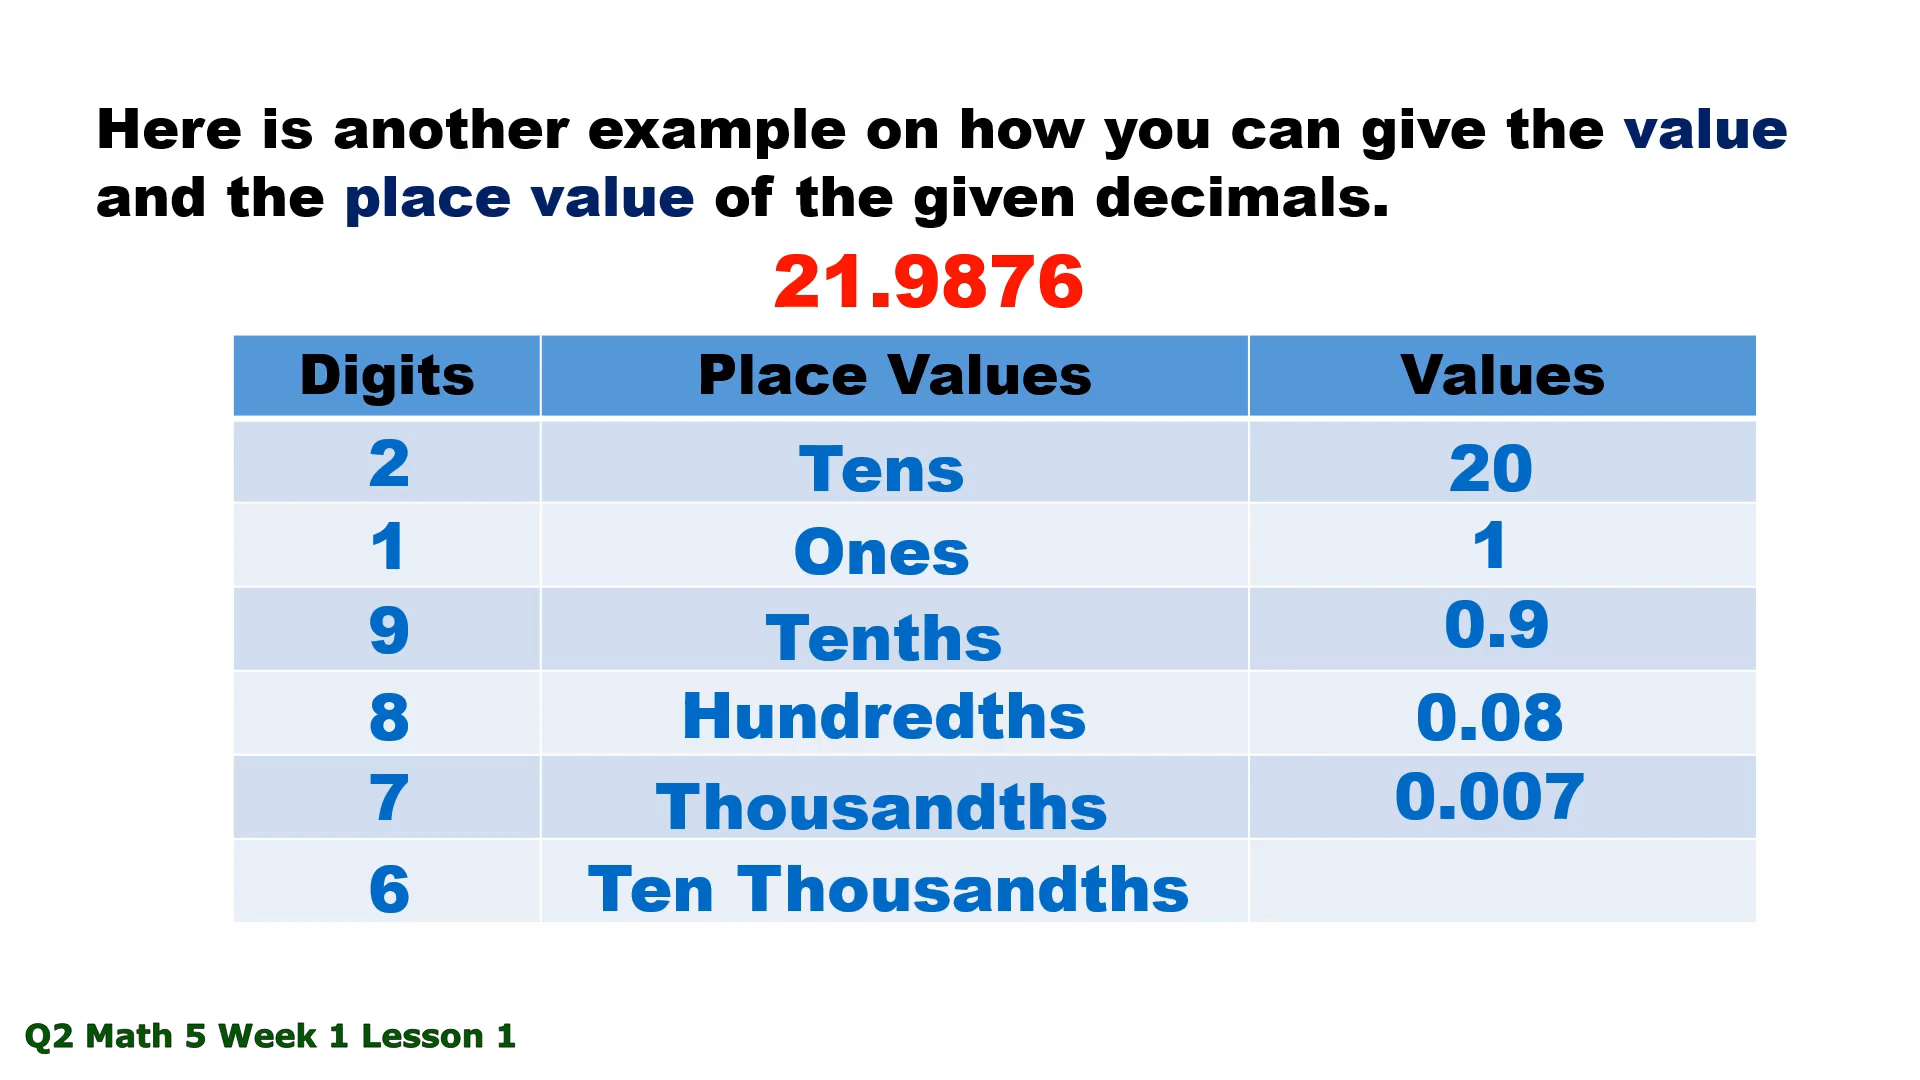 Here is another example on how you can give the value
and the place value of the given decimals.
21.9876
Digits Place Values Values
2 Tens 20
1 Ones 1
9 Tenths 0.9
8 Hundredths 0.08
7 Thousandths 0.007
6 Ten Thousandths
Q2 Math 5 Week 1 Lesson 1